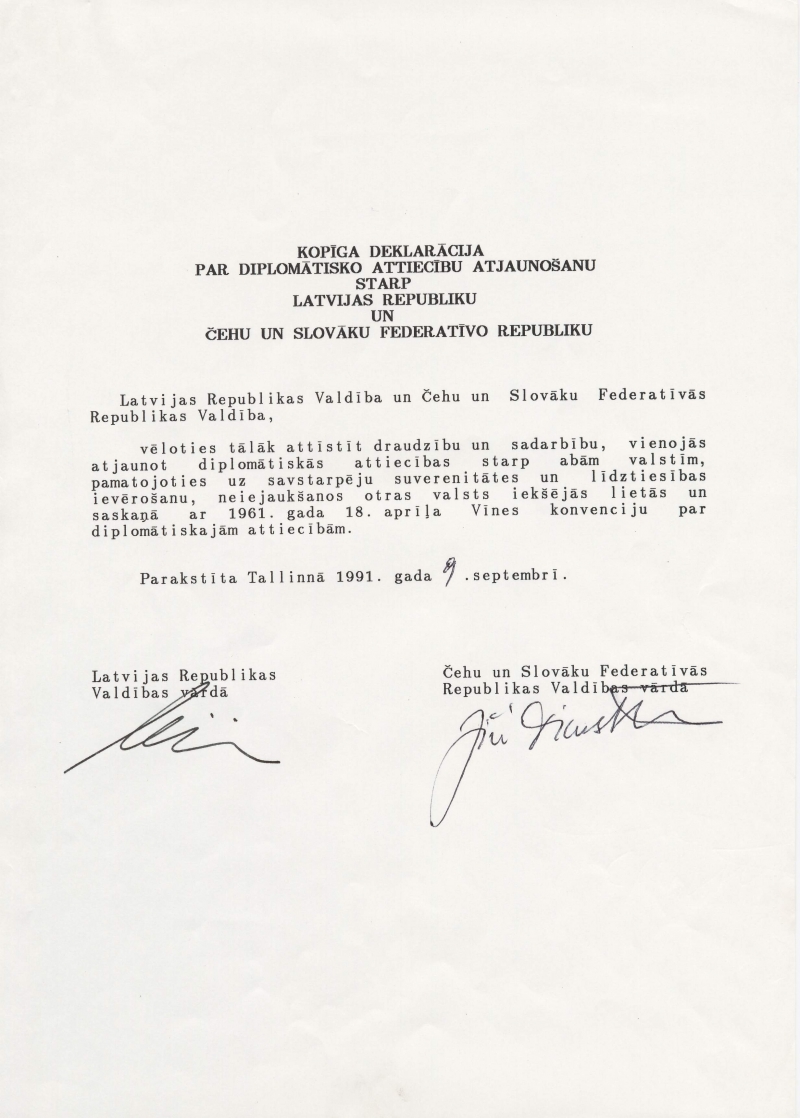 KOPĪGA DEKLARĀCIJA
PAR DIPLOMĀTISKO ATTIECĪBU ATJAUNOŠANU
STARP
LATVIJAS REPUBLIKU
UN
ČEHU UN SLOVĀKU FEDERATĪVO REPUBLIKU
Latvijas Republikas Valdība un Čehu un Slovāku Federatīvās
Republikas Valdība,
vēloties tālāk attīstīt draudzību un sadarbību, vienojās
atjaunot diplomātiskās attiecības starp abām valstīm,
pamatojoties uz savstarpēju suverenitātes un līdztiesības
ievērošanu, neiejaukšanos otras valsts iekšējās lietās un
saskaņā ar 1961. gada 18. aprīļa Vīnes konvenciju par
diplomātiskajām attiecībām.
Parakstīta Tallinnā 1991. gada 9 .septembrī.
Latvijas Republikas
Valdības vārdā
Čehu un Slovāku Federatīvās
Republikas Valdības vārdā
Jiří